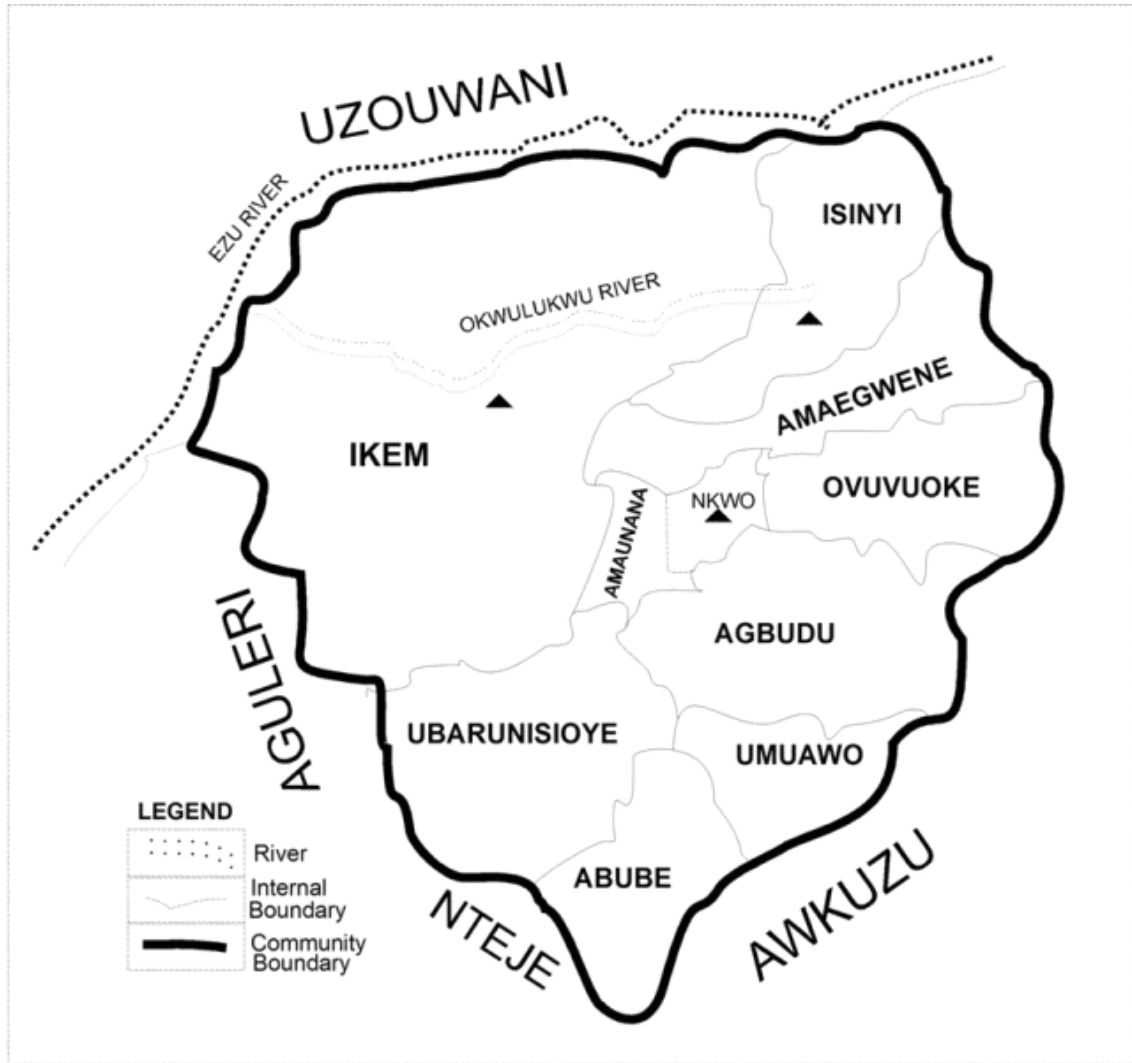 UZOUWANI
EZU RIVER
ISINYI
OKWULUKWU RIVER
AMAEGWENE
IKEM
OVUVUOKE
NKWO
AMAUNANA
AGBUDU
AGULERI
UBARUNISIOYE
UMUAWO
LEGEND
River
Internal
Boundary
Community
Boundary
ABUBE
NTEJE
AWKUZU